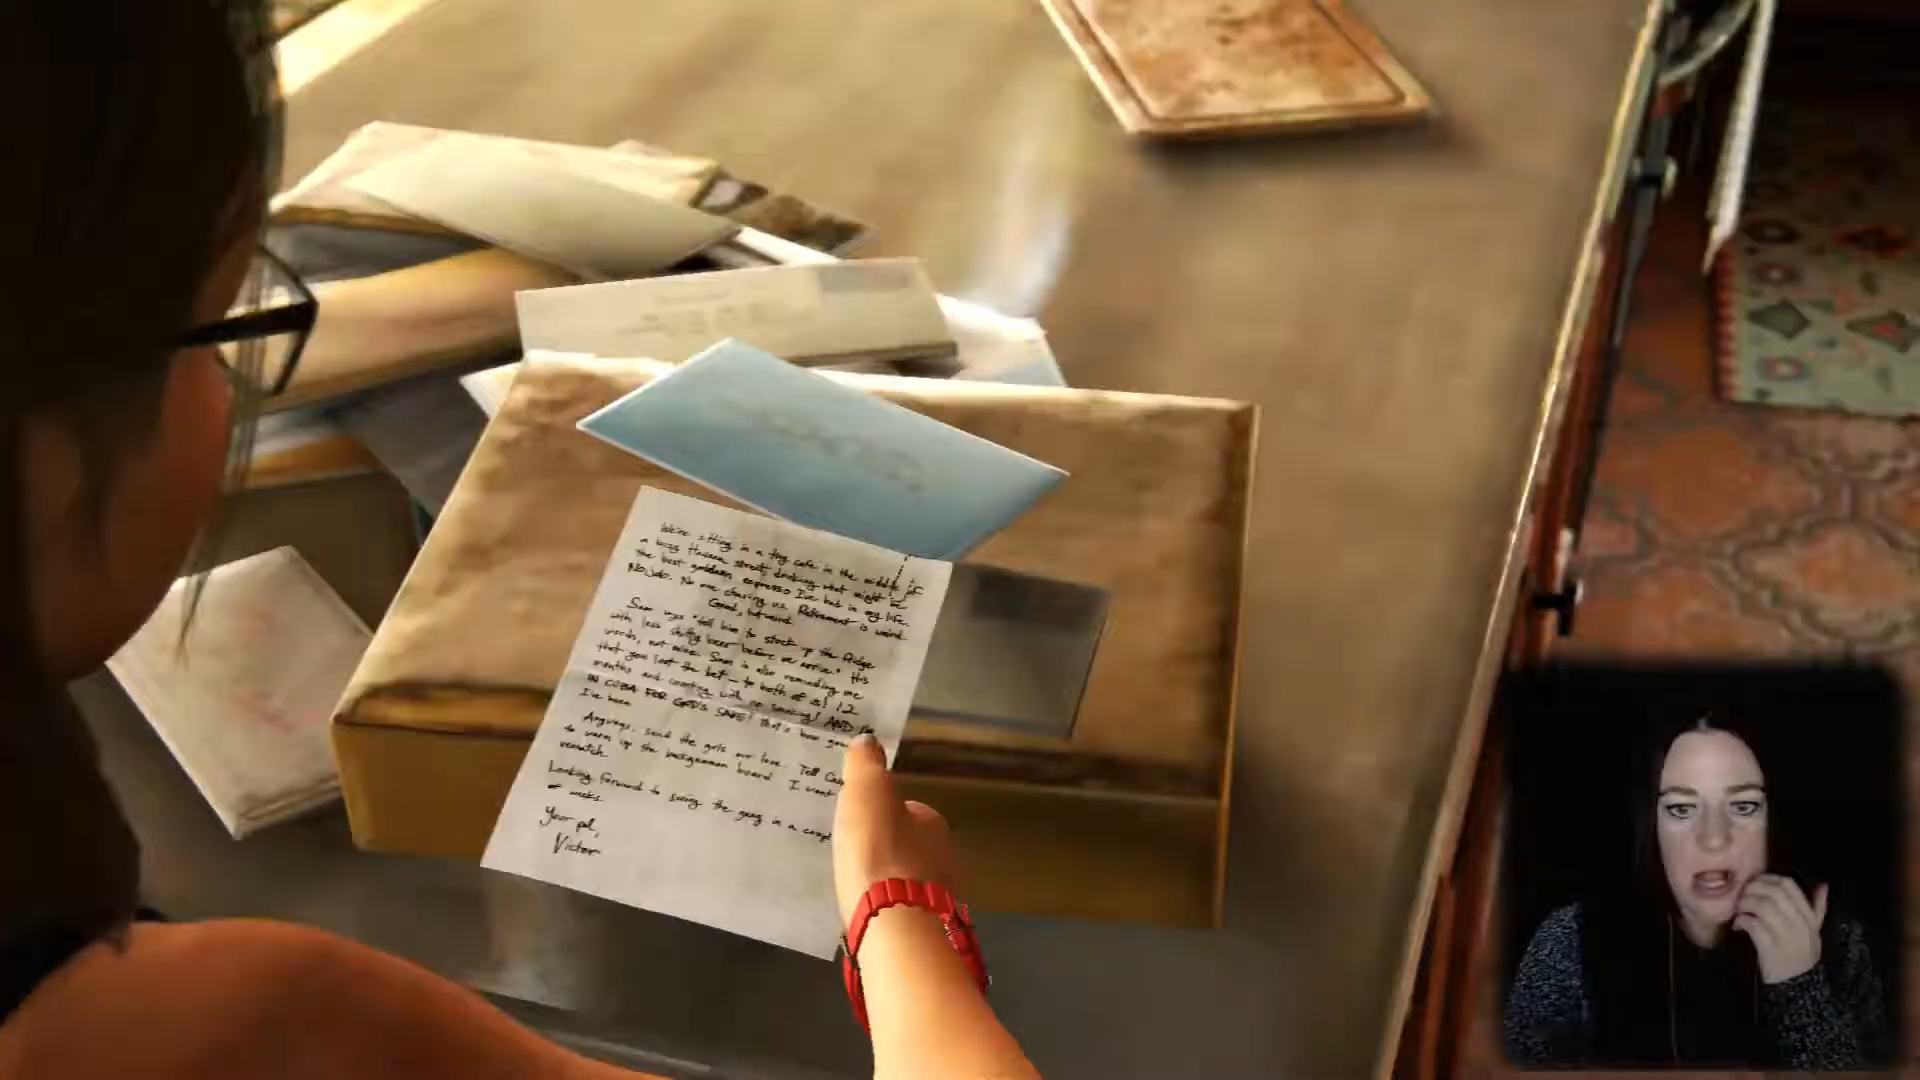 We're sitting in a tiny cafe in the middle of
a busy Havana street, drinking what might be
the best goddamn espresso I've had in my life.
No job. No one chasing us. Retirement is weird.
Good, but weird.
Sam says "tell him to stock up the fridge
with less shitty beer before we arrive." His
words, not mine. Sam is also reminding me
that you lost the bet — to both of us! 12
months and counting with no smoking! AND I'm
IN CUBA FOR GOD'S SAKE! That's how good
I've been.
Anyways, send the girls our love. Tell Cas
to warm up the backgammon board. I want
rematch.
Looking forward to seeing the gang in a coupl
of weeks.
Your pal,
Victor